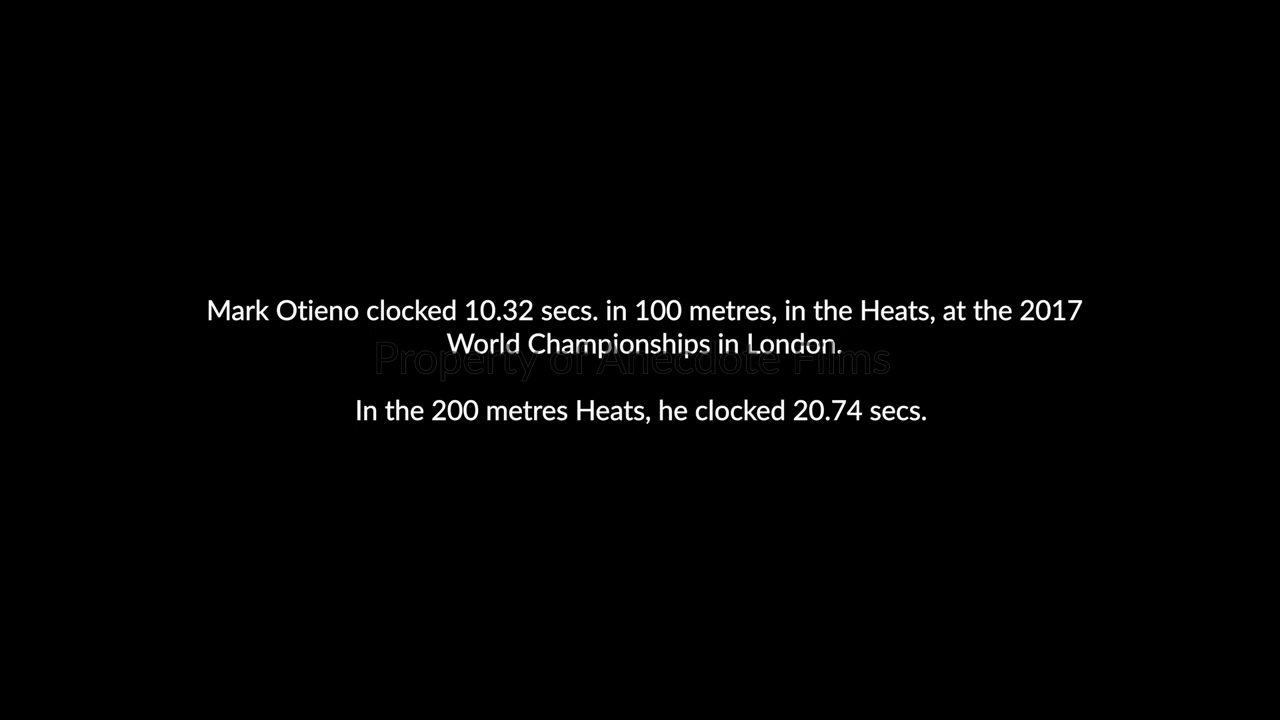 Mark Otieno clocked 10.32 secs. in 100 metres, in the Heats, at the 2017
World Championships in London.
Property of Anecdote Films
In the 200 metres Heats, he clocked 20.74 secs.